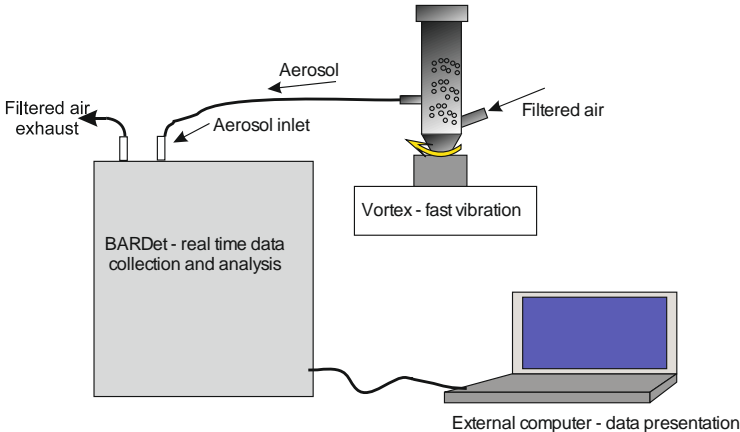 Aerosol
Filtered air
exhaust
Aerosol inlet
Filtered air
Vortex - fast vibration
BARDet - real time data
collection and analysis
External computer - data presentation